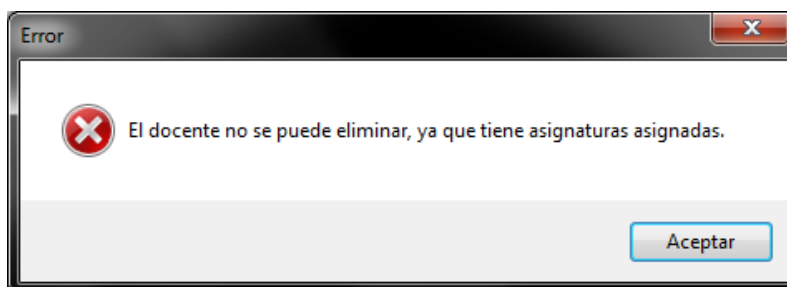 Error
El docente no se puede eliminar, ya que tiene asignaturas asignadas.
Aceptar